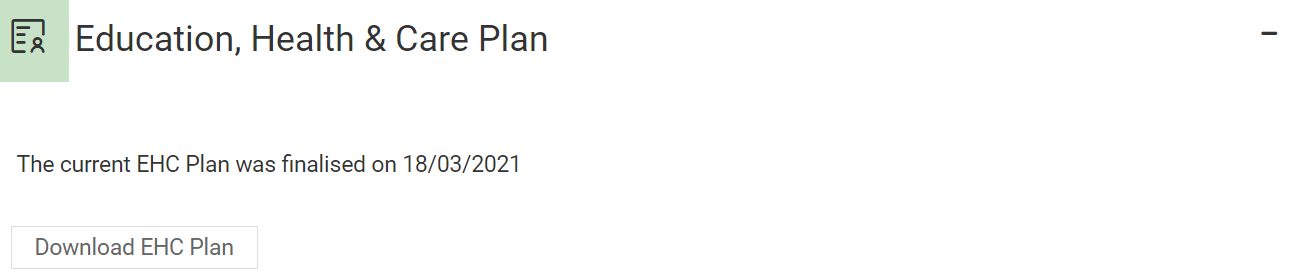 Education, Health & Care Plan
The current EHC Plan was finalised on 18/03/2021
Download EHC Plan